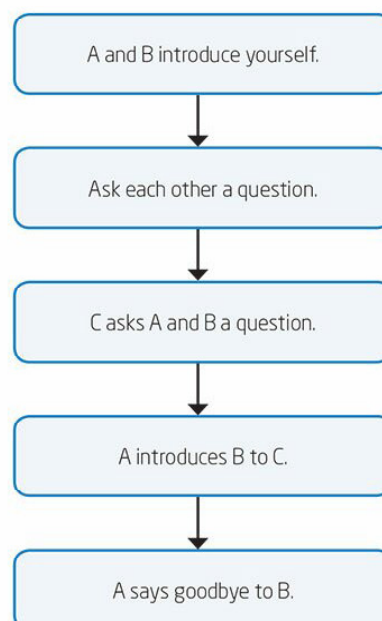 A and B introduce yourself.
Ask each other a question.
C asks A and B a question.
A introduces B to C.
A says goodbye to B.